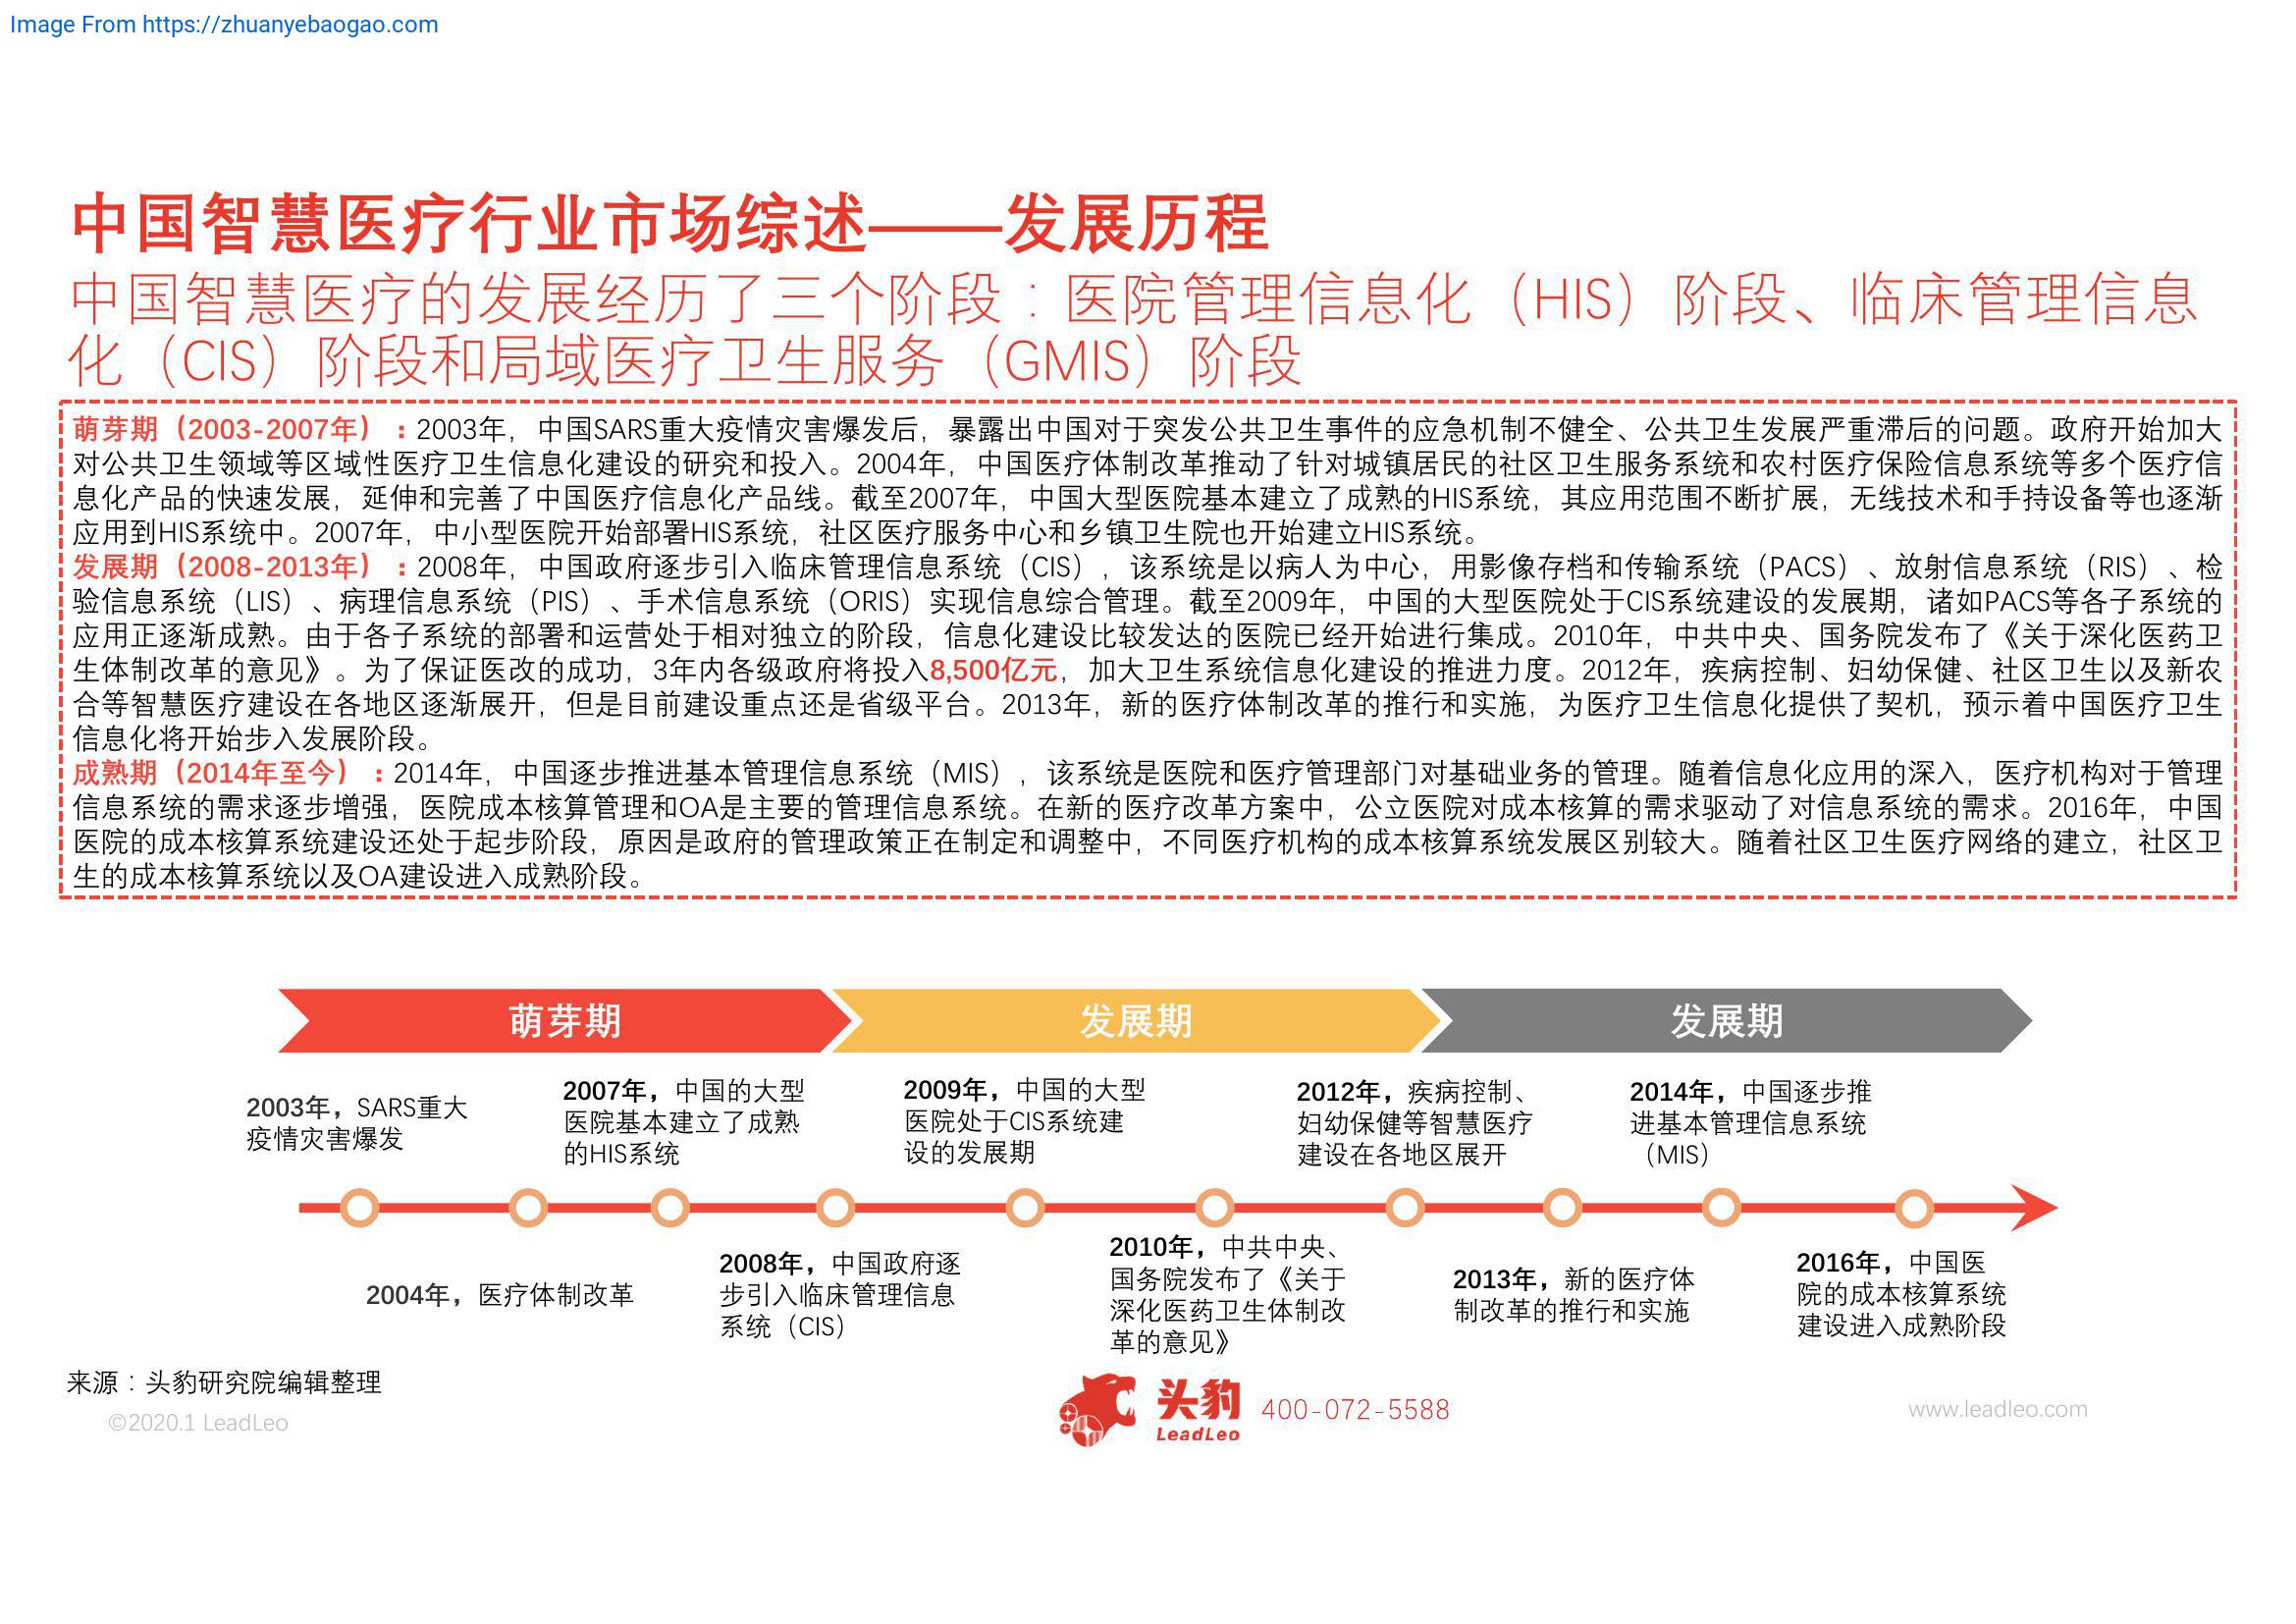 Image From https://zhuanyebaogao.com
中国智慧医疗行业市场综述——发展历程
中国智慧医疗的发展经历了三个阶段：医院管理信息化（HIS）阶段、临床管理信息
化（CIS）阶段和局域医疗卫生服务（GMIS）阶段
萌芽期（2003-2007年）：2003年，中国SARS重大疫情灾害爆发后，暴露出中国对于突发公共卫生事件的应急机制不健全、公共卫生发展严重滞后的问题。政府开始加大
对公共卫生领域等区域性医疗卫生信息化建设的研究和投入。2004年，中国医疗体制改革推动了针对城镇居民的社区卫生服务系统和农村医疗保险信息系统等多个医疗信
息化产品的快速发展，延伸和完善了中国医疗信息化产品线。截至2007年，中国大型医院基本建立了成熟的HIS系统，其应用范围不断扩展，无线技术和手持设备等也逐渐
应用到HIS系统中。2007年，中小型医院开始部署HIS系统，社区医疗服务中心和乡镇卫生院也开始建立HIS系统。
发展期（2008-2013年）：2008年，中国政府逐步引入临床管理信息系统（CIS），该系统是以病人为中心，用影像存档和传输系统（PACS）、放射信息系统（RIS）、检
验信息系统（LIS）、病理信息系统（PIS）、手术信息系统（ORIS）实现信息综合管理。截至2009年，中国的大型医院处于CIS系统建设的发展期，诸如PACS等各子系统的
应用正逐渐成熟。由于各子系统的部署和运营处于相对独立的阶段，信息化建设比较发达的医院已经开始进行集成。2010年，中共中央、国务院发布了《关于深化医药卫
生体制改革的意见》。为了保证医改的成功，3年内各级政府将投入8,500亿元，加大卫生系统信息化建设的推进力度。2012年，疾病控制、妇幼保健、社区卫生以及新农
合等智慧医疗建设在各地区逐渐展开，但是目前建设重点还是省级平台。2013年，新的医疗体制改革的推行和实施，为医疗卫生信息化提供了契机，预示着中国医疗卫生
信息化将开始步入发展阶段。
成熟期（2014年至今）：2014年，中国逐步推进基本管理信息系统（MIS），该系统是医院和医疗管理部门对基础业务的管理。随着信息化应用的深入，医疗机构对于管理
信息系统的需求逐步增强，医院成本核算管理和OA是主要的管理信息系统。在新的医疗改革方案中，公立医院对成本核算的需求驱动了对信息系统的需求。2016年，中国
医院的成本核算系统建设还处于起步阶段，原因是政府的管理政策正在制定和调整中，不同医疗机构的成本核算系统发展区别较大。随着社区卫生医疗网络的建立，社区卫
生的成本核算系统以及OA建设进入成熟阶段。
萌芽期
发展期
发展期
2003年，SARS重大
疫情灾害爆发
2007年，中国的大型
医院基本建立了成熟
的HIS系统
2009年，中国的大型
医院处于CIS系统建
设的发展期
2012年，疾病控制、
妇幼保健等智慧医疗
建设在各地区展开
2014年，中国逐步推
进基本管理信息系统
（MIS）
2004年，医疗体制改革
2008年，中国政府逐
步引入临床管理信息
系统（CIS）
2010年，中共中央、
国务院发布了《关于
深化医药卫生体制改
革的意见》
2013年，新的医疗体
制改革的推行和实施
2016年，中国医
院的成本核算系统
建设进入成熟阶段
来源：头豹研究院编辑整理
©2020.1 LeadLeo
头豹
LeadLeo
400-072-5588
www.leadleo.com